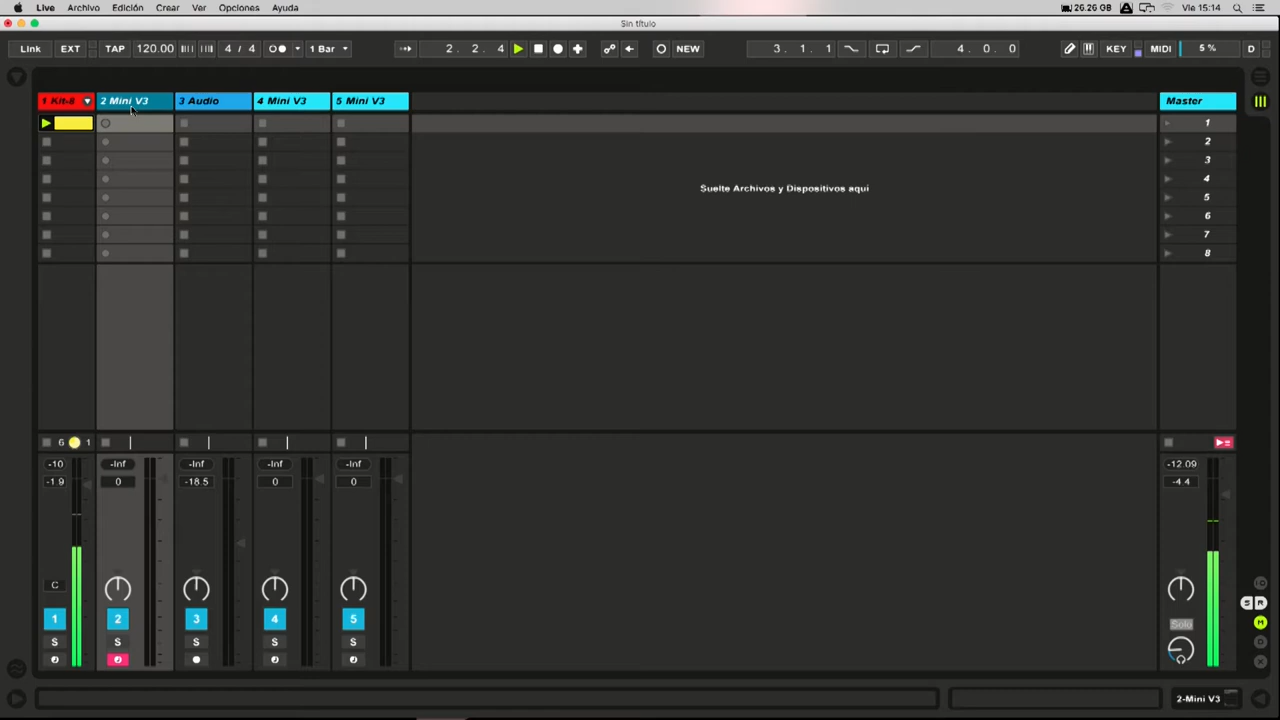 Live Archivo Edición Crear Ver Opciones Ayuda 26.26 GB Vie 15:14
Sin título
Link EXT TAP 120.00 4 / 4 1 Bar 2. 2. 4 NEW 3. 1. 1 4. 0. 0 KEY MIDI 5 % D
1 Kit-8 2 Mini V3 3 Audio 4 Mini V3 5 Mini V3 Master
1
2
3
Suelte Archivos y Dispositivos aquí
4
5
6
7
8
6 1
-10 -Inf -Inf -Inf -Inf -12.09
-1.9 0 -18.5 0 0 -4.4
C
S R
1 2 3 4 5 Solo M
S S S S S D
2-Mini V3